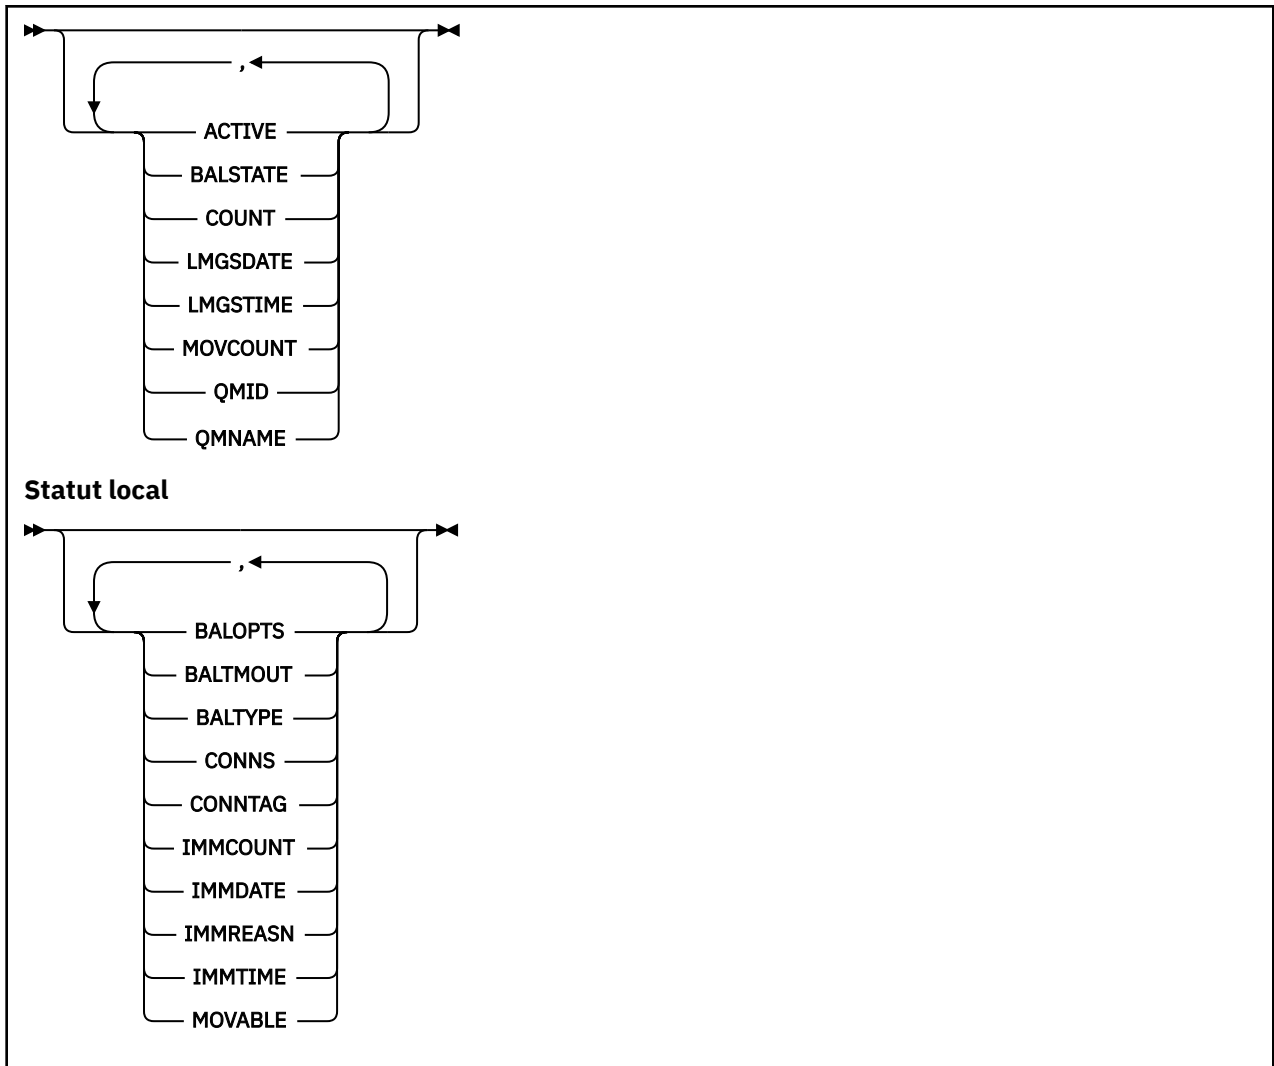 ,
ACTIVE
BALSTATE
COUNT
LMGSDATE
LMGSTIME
MOVCOUNT
QMID
QMNAME
Statut local
,
BALOPTS
BALTMOUT
BALTYPE
CONNS
CONNTAG
IMMCOUNT
IMMDATE
IMMREASN
IMMTIME
MOVABLE